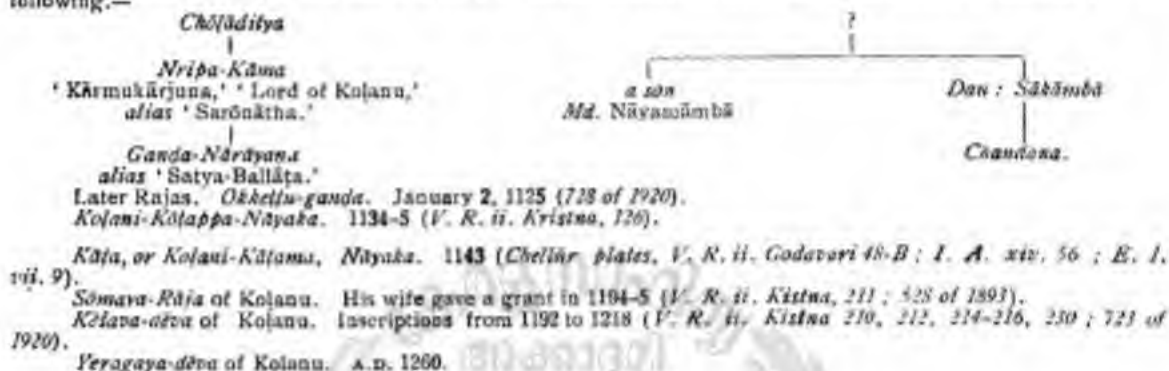 following.—
Chōḷāditya
Nṛipa-Kāma
' Kārmukārjuna,' ' Lord of Koḷanu,'
alias ' Sarōnātha.'
Gaṇḍa-Nārāyaṇa
alias ' Satya-Ballāṭa.'
?
a son
Md. Nāyamāmbā
Dau : Sākāmbā
Chandana.
Later Rajas. Okkeṭṭu-gaṇḍa. January 2, 1125 (728 of 1920).
Koḷani-Kōṭappa-Nāyaka. 1134-5 (V. R. ii. Kristna, 126).
Kāṭa, or Koḷani-Kāṭama, Nāyaka. 1143 (Chellūr plates, V. R. ii. Godavari 48-B ; I. A. xiv. 56 ; E. I.
vii. 9).
Sōmava-Rāja of Koḷanu. His wife gave a grant in 1194-5 (V. R. ii. Kistna, 211 ; 528 of 1893).
Kēśava-dēva of Koḷanu. Inscriptions from 1192 to 1218 (V. R. ii. Kistna 210, 212, 214-216, 230 ; 723 of
1920).
Yeragaya-dēva of Koḷanu. A.D. 1260.